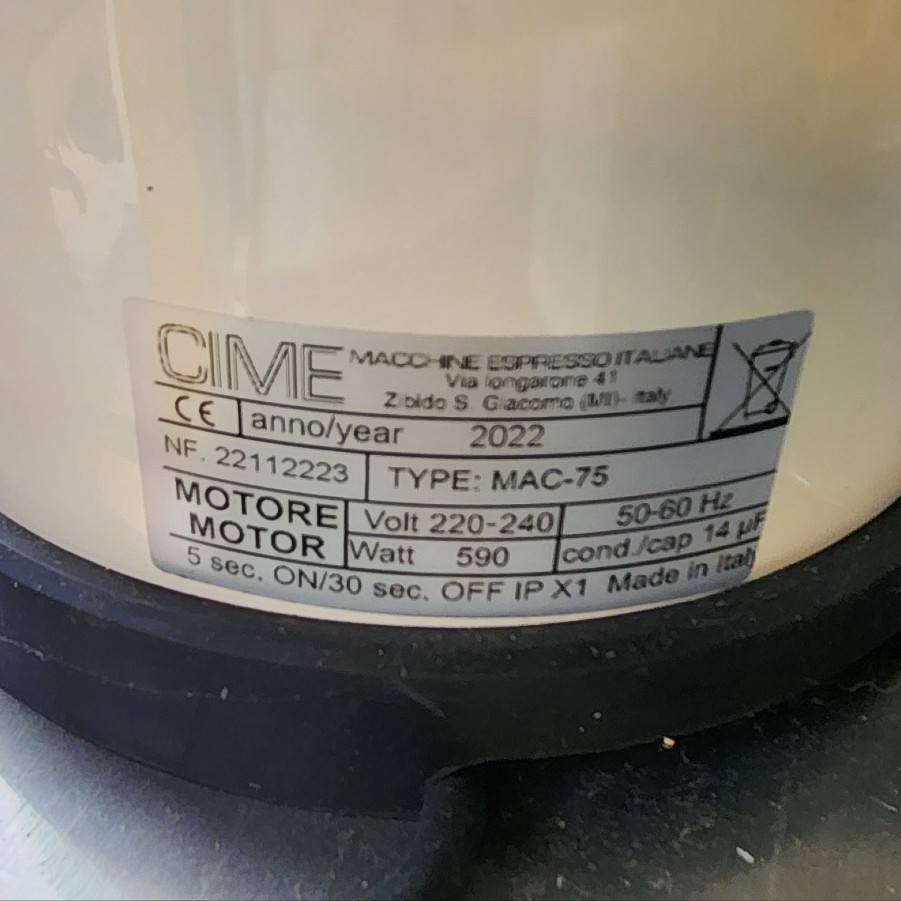 CIME MACCHINE ESPRESSO ITALIANE
Via longarone 41
Zibido S. Giacomo (MI)- Italy
CE anno/year 2022
NF. 22112223 TYPE: MAC-75
MOTORE Volt 220-240 50-60 Hz
MOTOR Watt 590 cond./cap 14 µF
5 sec. ON/30 sec. OFF IP X1 Made in Italy